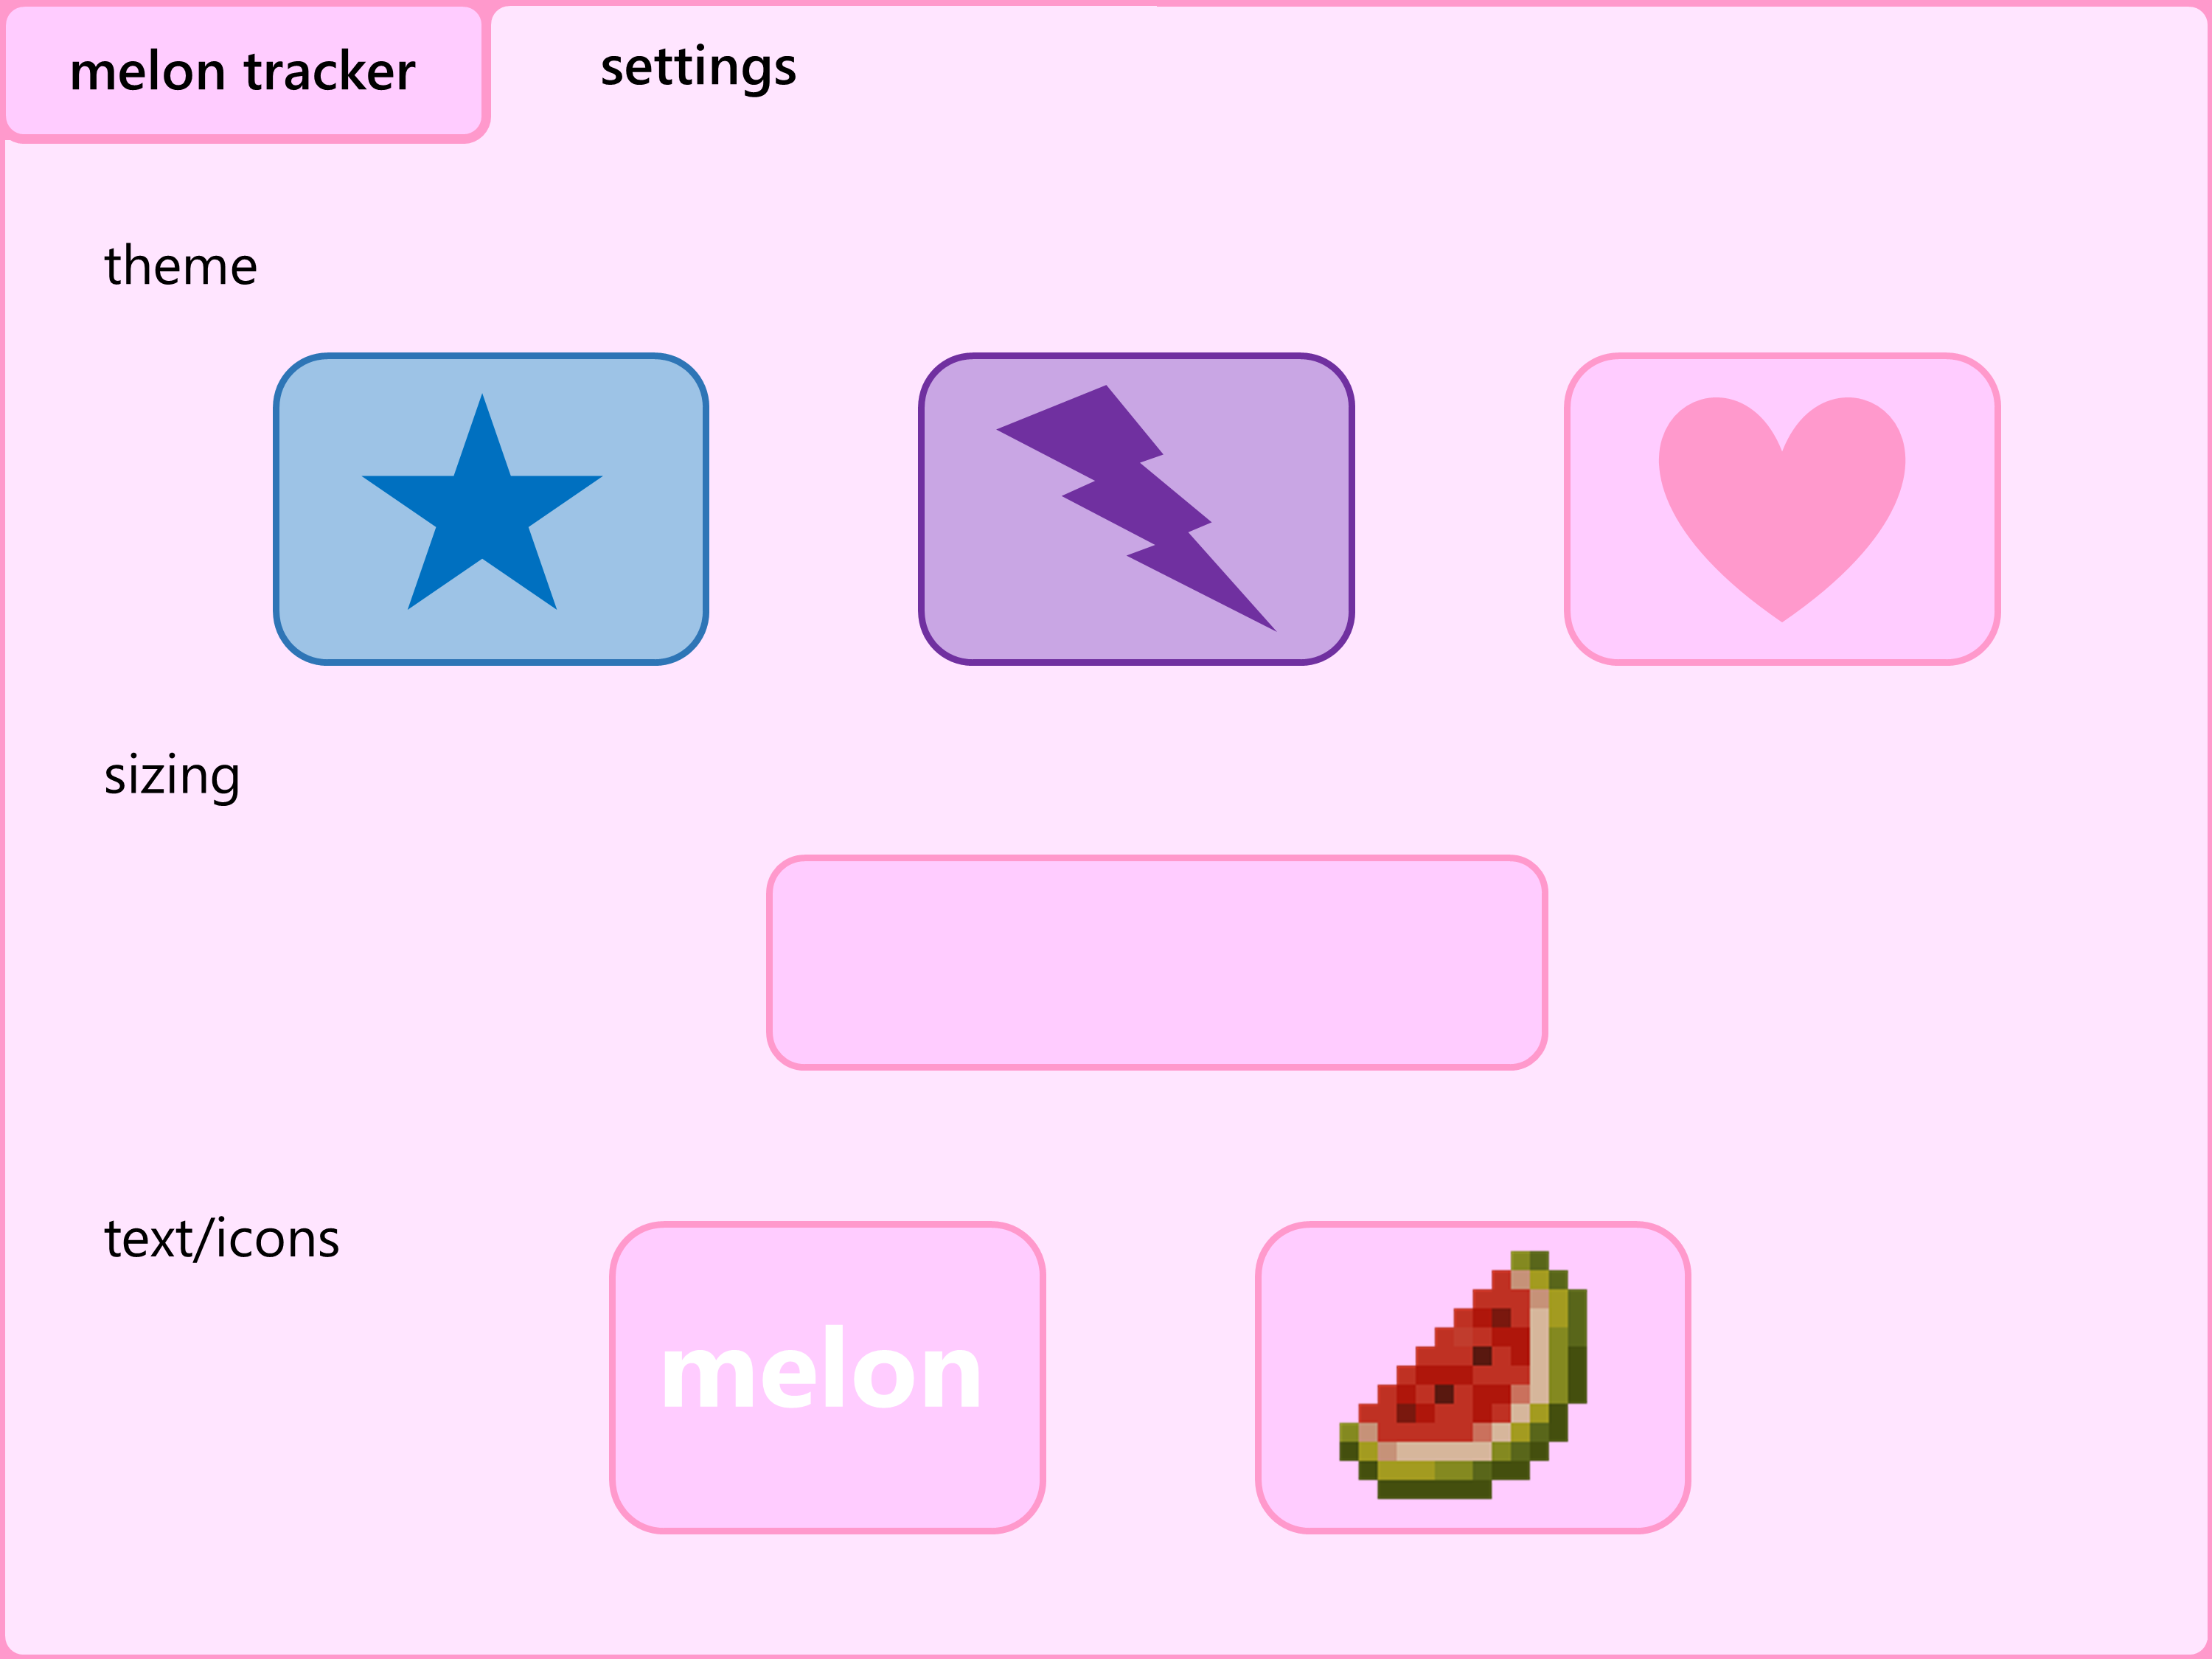 melon tracker
settings
theme
sizing
text/icons
melon